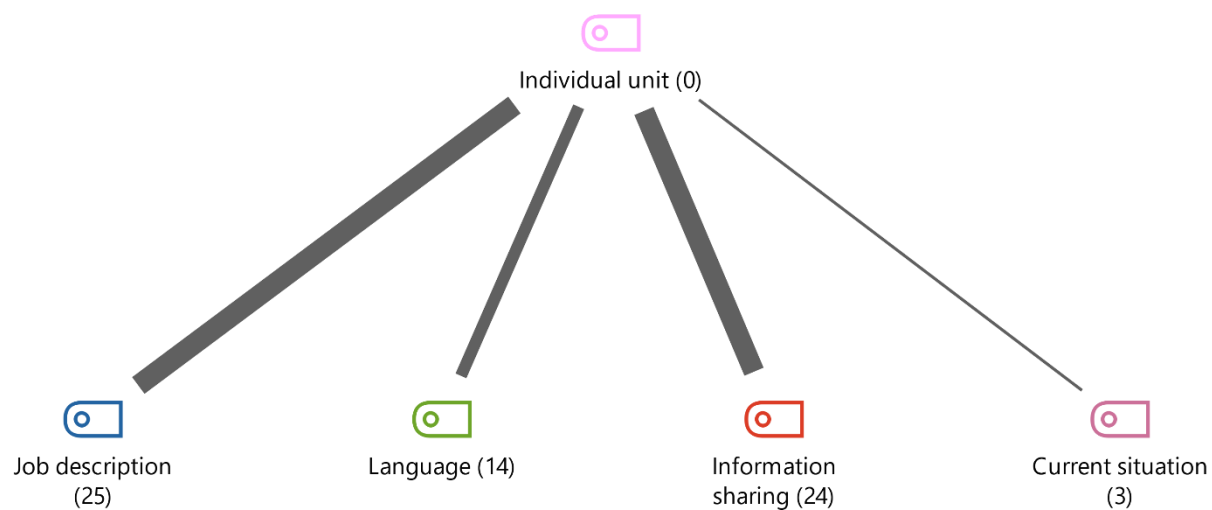 Individual unit (0)
Job description
(25)
Language (14)
Information
sharing (24)
Current situation
(3)